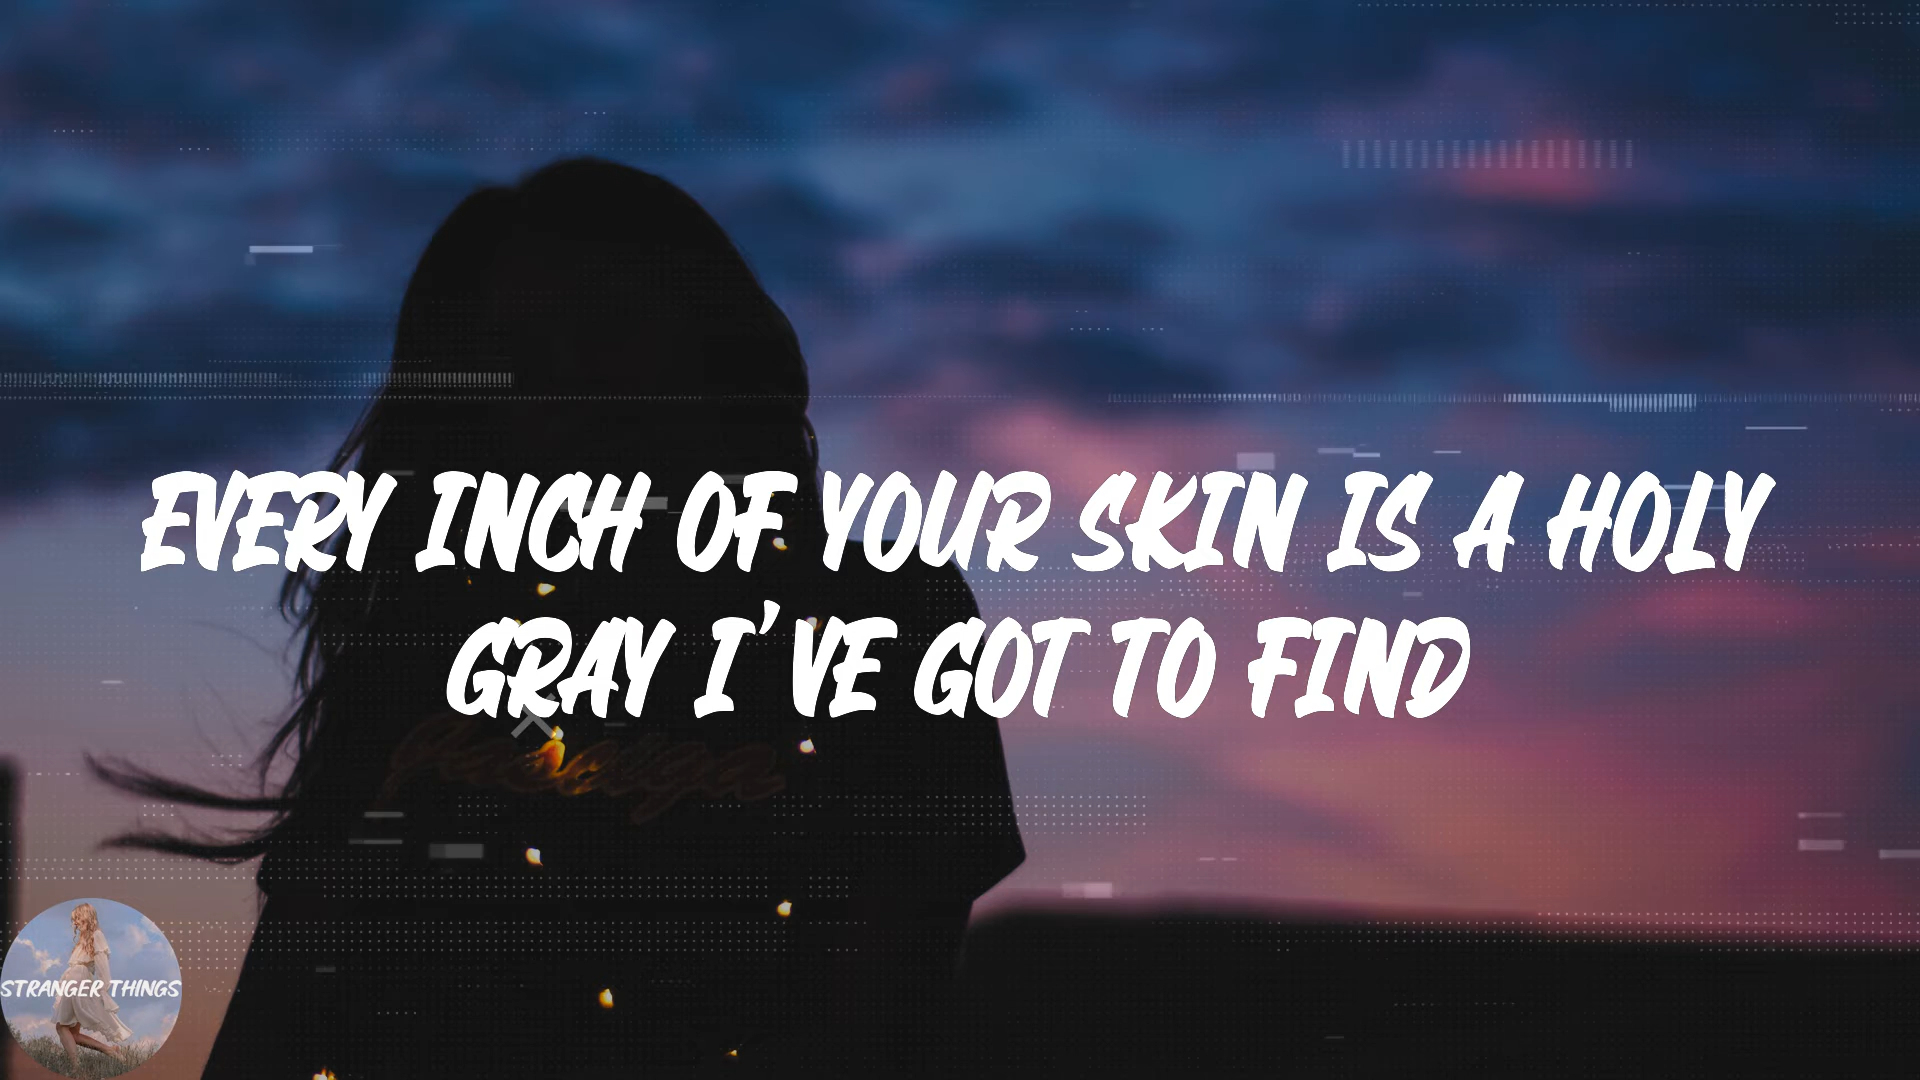 EVERY INCH OF YOUR SKIN IS A HOLY
GRAY I'VE GOT TO FIND
STRANGER THINGS